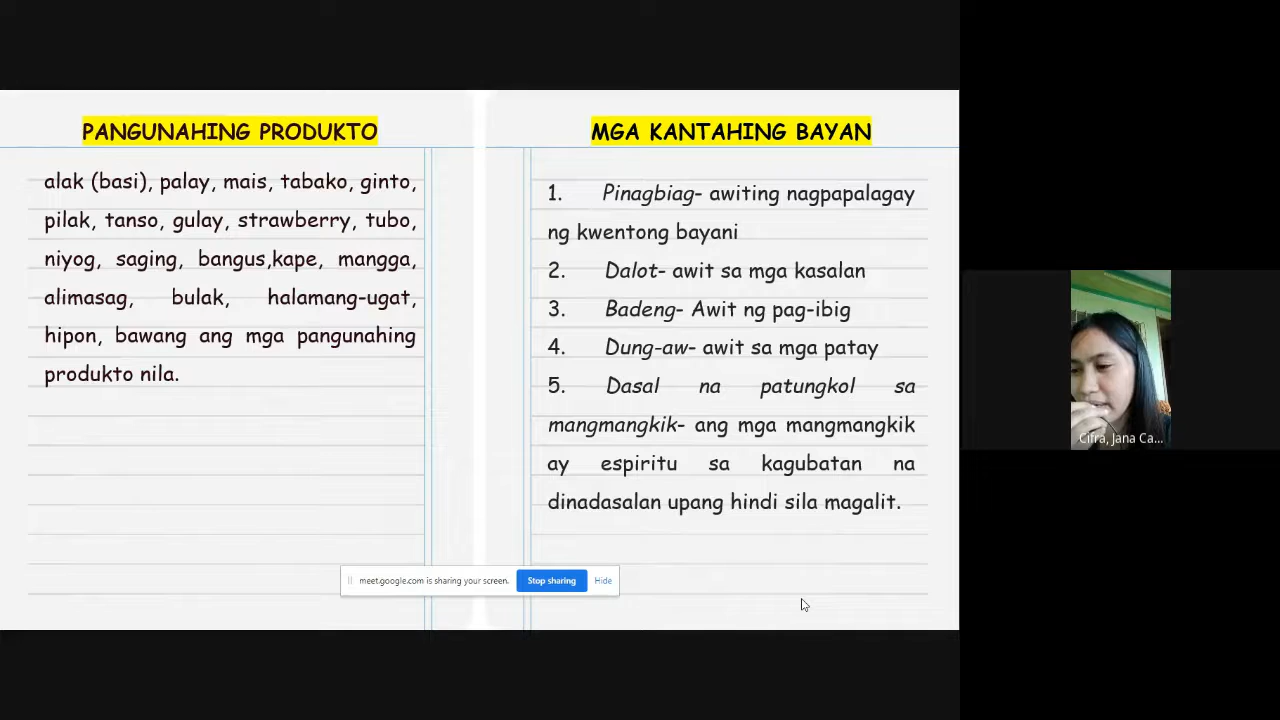 PANGUNAHING PRODUKTO
alak (basi), palay, mais, tabako, ginto,
pilak, tanso, gulay, strawberry, tubo,
niyog, saging, bangus,kape, mangga,
alimasag, bulak, halamang-ugat,
hipon, bawang ang mga pangunahing
produkto nila.
MGA KANTAHING BAYAN
1. Pinagbiag- awiting nagpapalagay
ng kwentong bayani
2. Dalot- awit sa mga kasalan
3. Badeng- Awit ng pag-ibig
4. Dung-aw- awit sa mga patay
5. Dasal na patungkol sa
mangmangkik- ang mga mangmangkik
ay espiritu sa kagubatan na
dinadasalan upang hindi sila magalit.
meet.google.com is sharing your screen. Stop sharing Hide
Cifra, Jana Ca...